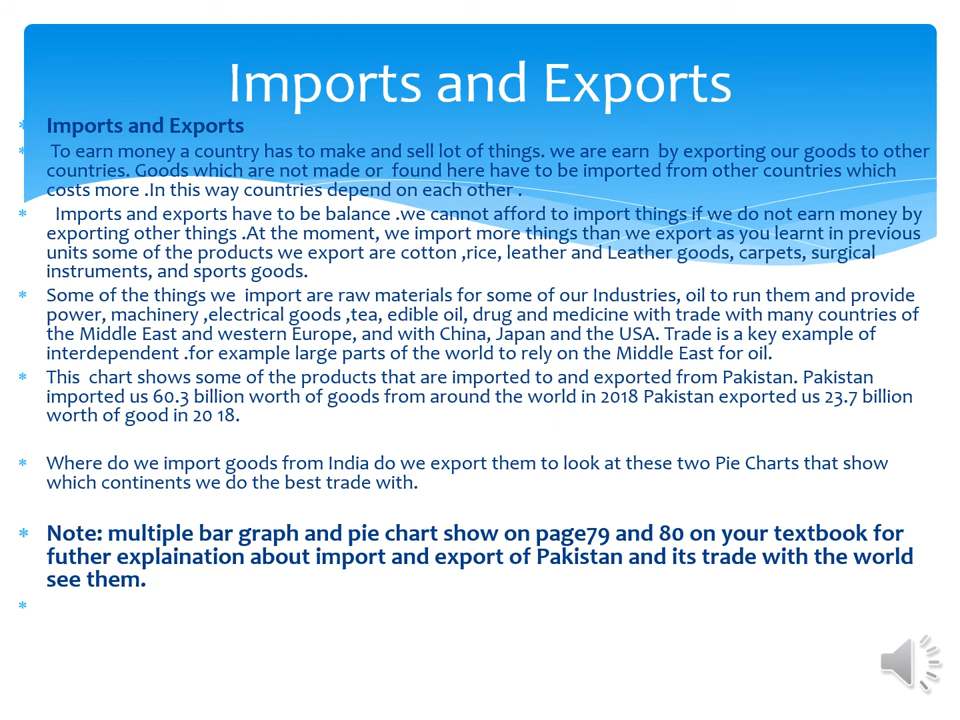 Imports and Exports
* Imports and Exports
* To earn money a country has to make and sell lot of things. we are earn by exporting our goods to other
countries. Goods which are not made or found here have to be imported from other countries which
costs more .In this way countries depend on each other .
* Imports and exports have to be balance .we cannot afford to import things if we do not earn money by
exporting other things .At the moment, we import more things than we export as you learnt in previous
units some of the products we export are cotton ,rice, leather and Leather goods, carpets, surgical
instruments, and sports goods.
* Some of the things we import are raw materials for some of our Industries, oil to run them and provide
power, machinery ,electrical goods ,tea, edible oil, drug and medicine with trade with many countries of
the Middle East and western Europe, and with China, Japan and the USA. Trade is a key example of
interdependent .for example large parts of the world to rely on the Middle East for oil.
* This chart shows some of the products that are imported to and exported from Pakistan. Pakistan
imported us 60.3 billion worth of goods from around the world in 2018 Pakistan exported us 23.7 billion
worth of good in 20 18.
* Where do we import goods from India do we export them to look at these two Pie Charts that show
which continents we do the best trade with.
* Note: multiple bar graph and pie chart show on page79 and 80 on your textbook for
futher explaination about import and export of Pakistan and its trade with the world
see them.
*